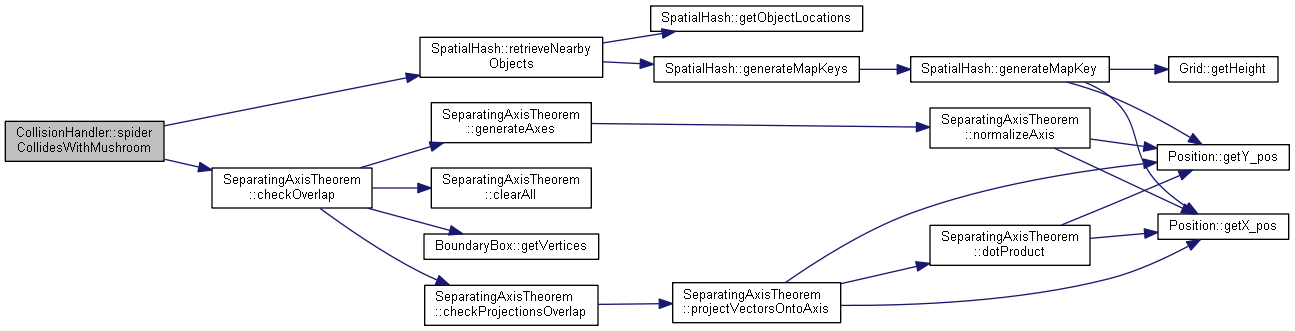 CollisionHandler::spider
CollidesWithMushroom
SpatialHash::retrieveNearby
Objects
SpatialHash::getObjectLocations
SpatialHash::generateMapKeys
SpatialHash::generateMapKey
Grid::getHeight
SeparatingAxisTheorem
::checkOverlap
SeparatingAxisTheorem
::generateAxes
SeparatingAxisTheorem
::clearAll
BoundaryBox::getVertices
SeparatingAxisTheorem
::checkProjectionsOverlap
SeparatingAxisTheorem
::projectVectorsOntoAxis
SeparatingAxisTheorem
::normalizeAxis
SeparatingAxisTheorem
::dotProduct
Position::getY_pos
Position::getX_pos